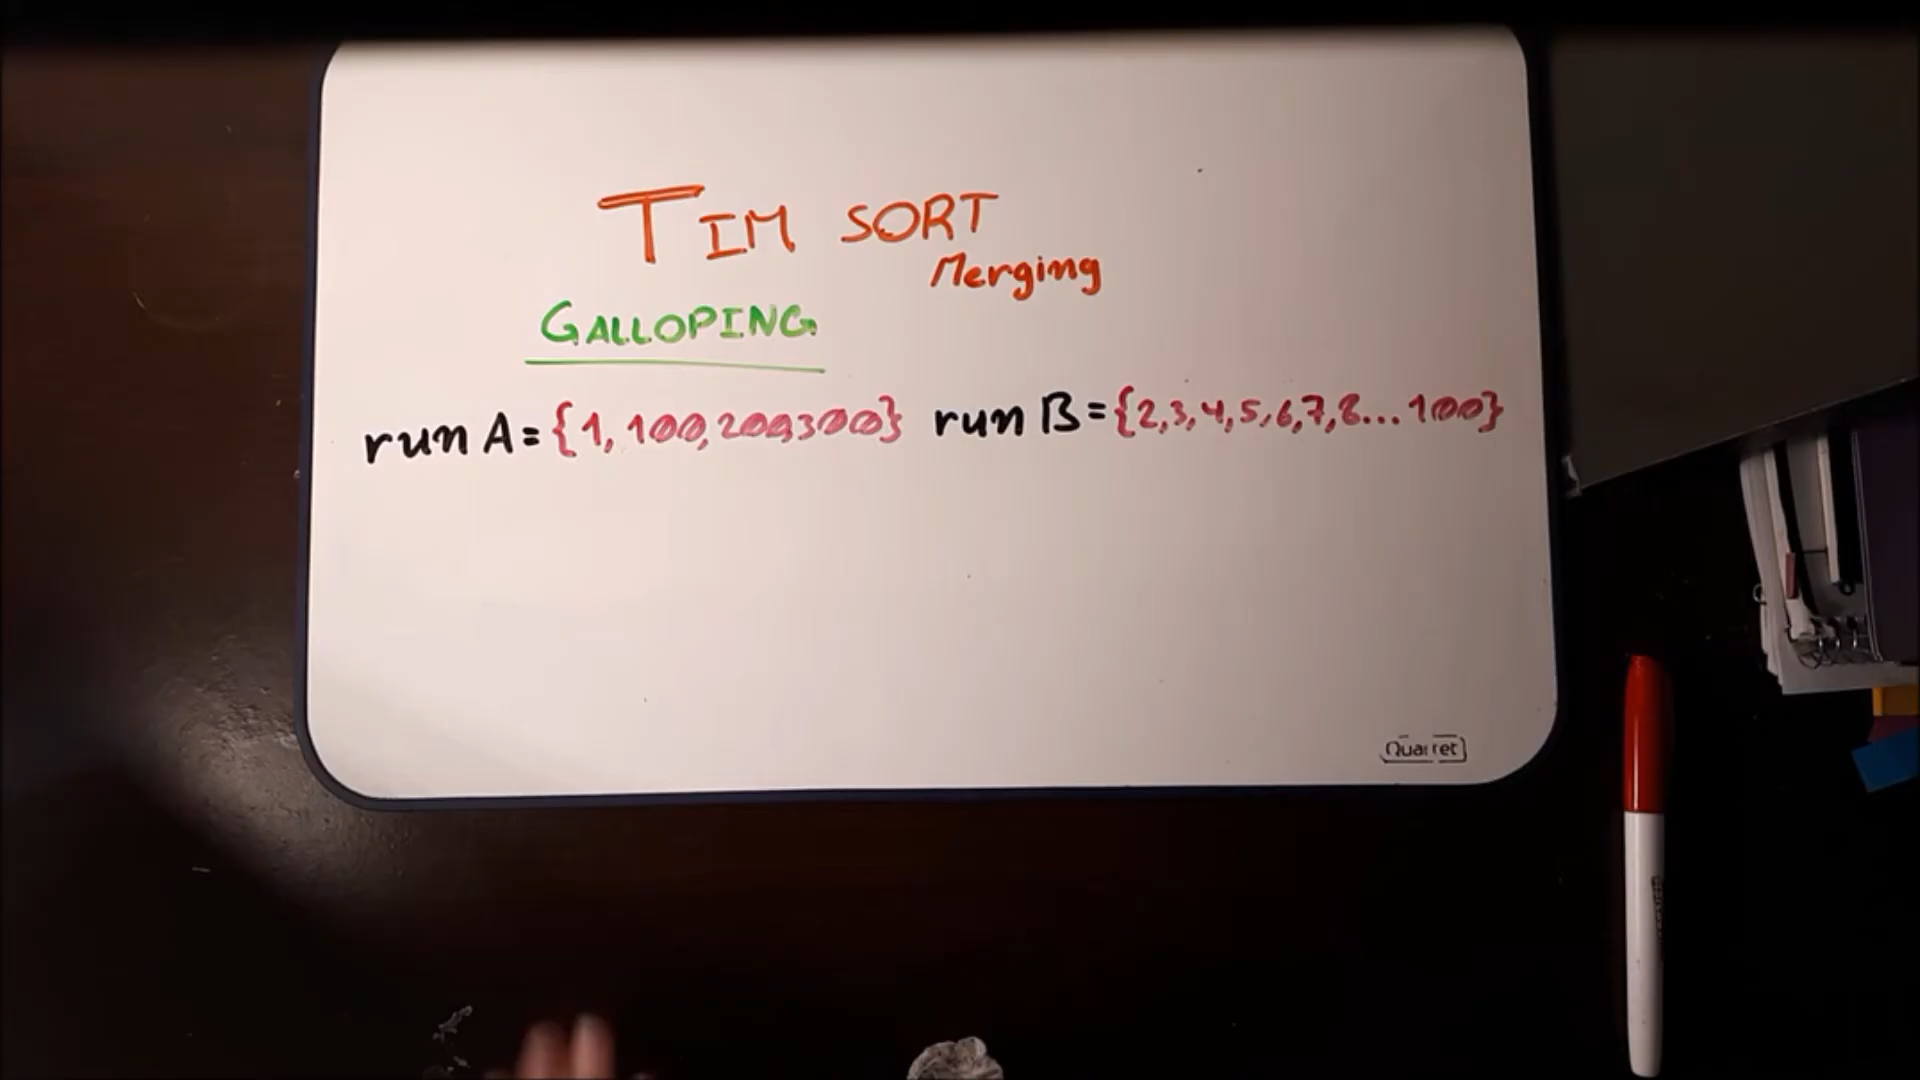 TIM SORT
Merging
GALLOPING
run A = {1, 100, 200, 300} run B = {2, 3, 4, 5, 6, 7, 8... 100}
Quartet